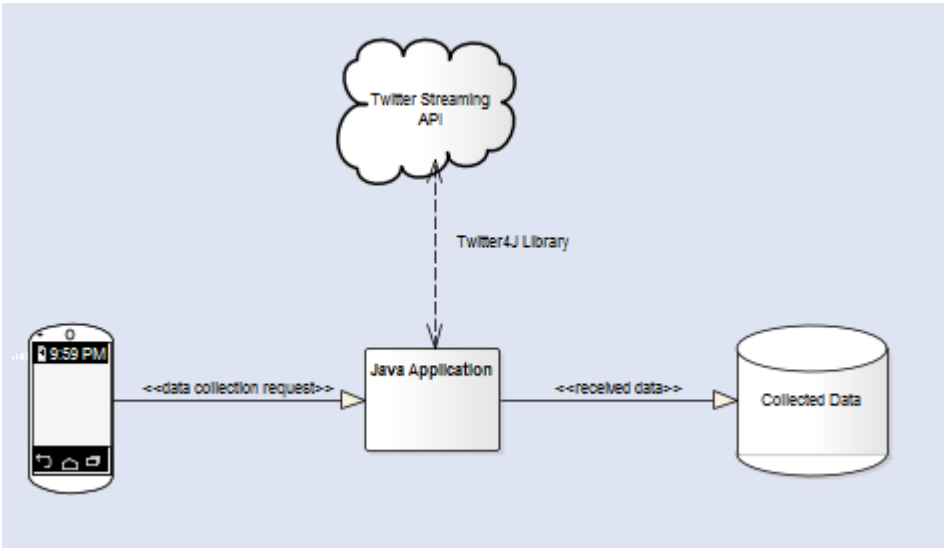 Twitter Streaming
API
Twitter4J Library
9:59 PM
<<data collection request>>
Java Application
<<received data>>
Collected Data